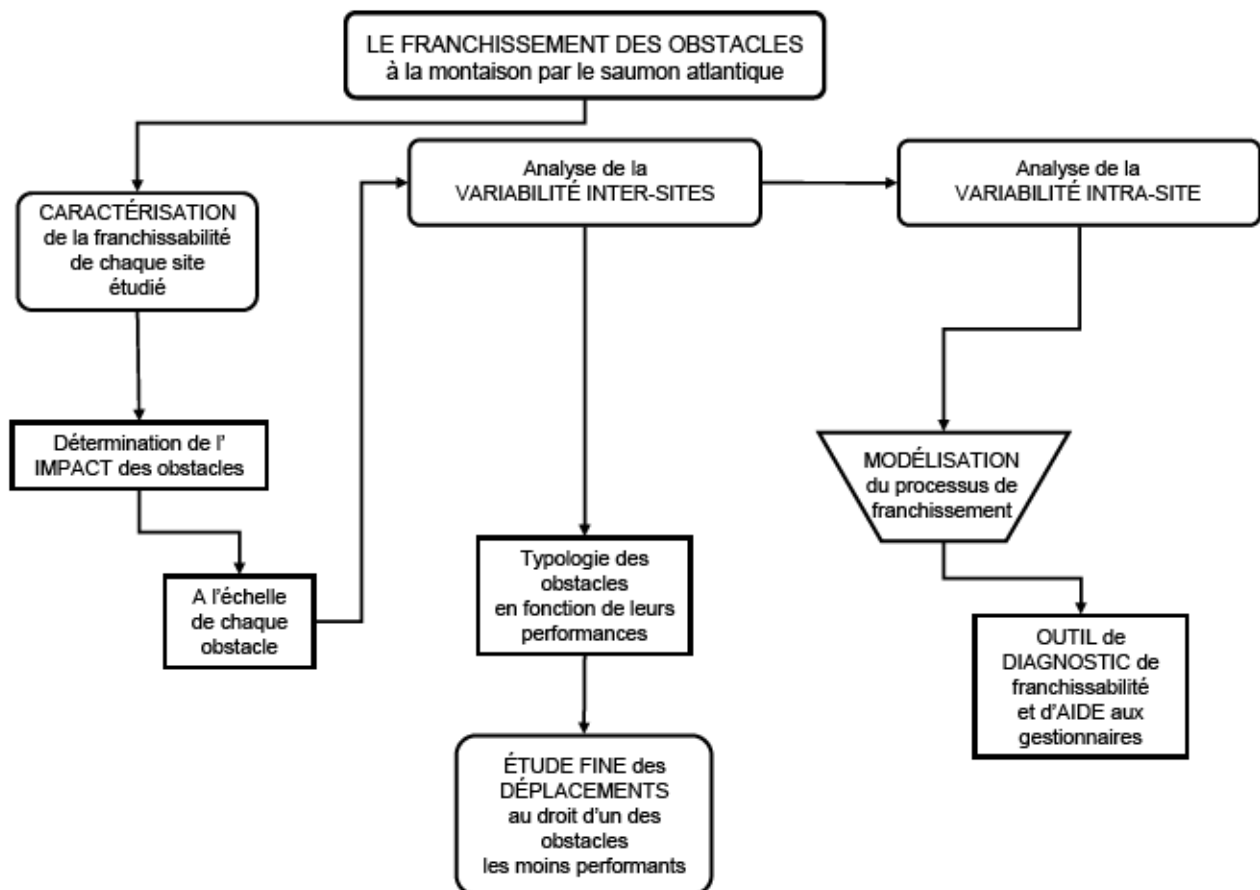 LE FRANCHISSEMENT DES OBSTACLES
à la montaison par le saumon atlantique
CARACTÉRISATION
de la franchissabilité
de chaque site
étudié
Détermination de l'
IMPACT des obstacles
A l'échelle
de chaque
obstacle
Analyse de la
VARIABILITÉ INTER-SITES
Typologie des
obstacles
en fonction de leurs
performances
ÉTUDE FINE des
DÉPLACEMENTS
au droit d'un des
obstacles
les moins performants
Analyse de la
VARIABILITÉ INTRA-SITE
MODÉLISATION
du processus de
franchissement
OUTIL de
DIAGNOSTIC de
franchissabilité
et d'AIDE aux
gestionnaires